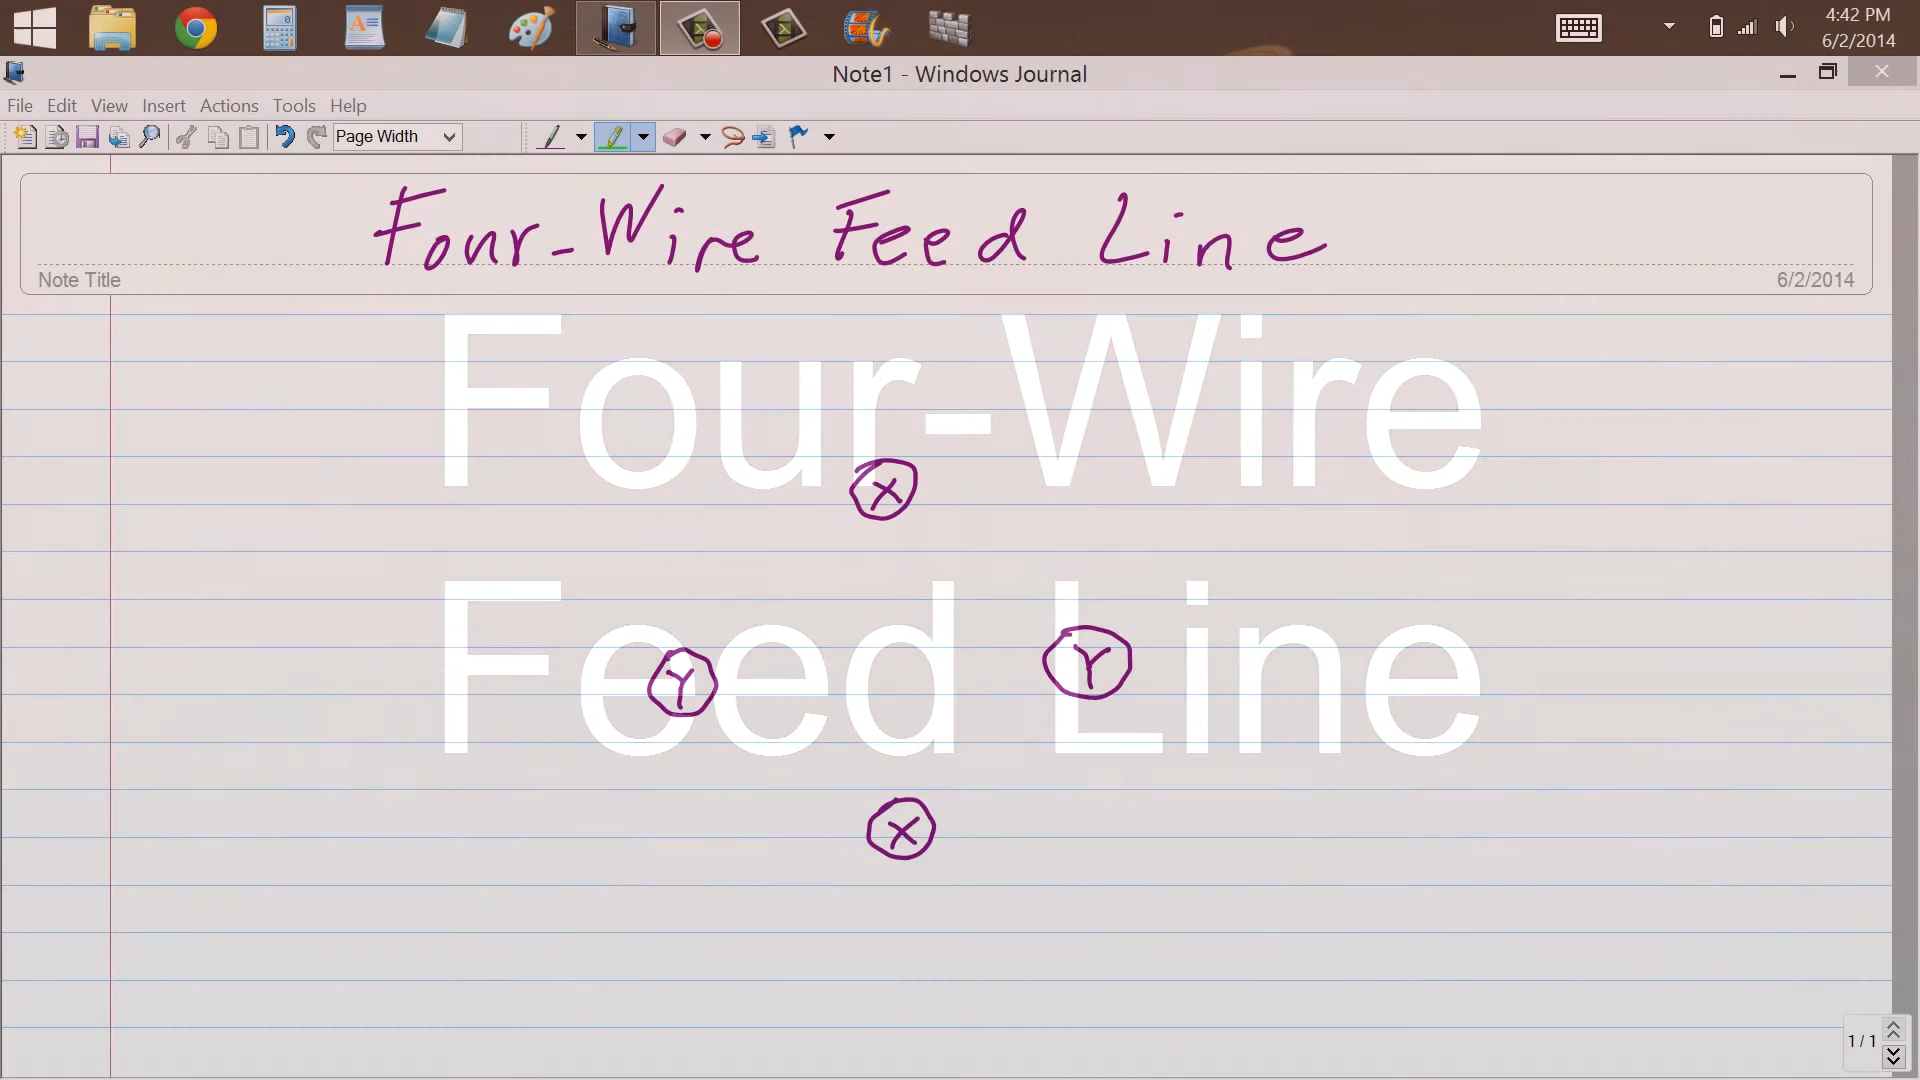 4:42 PM
6/2/2014
Note1 - Windows Journal
File Edit View Insert Actions Tools Help
Page Width
Four-Wire Feed Line
Note Title
6/2/2014
Four-Wire
X
Feed Line
Y
Y
X
1 / 1